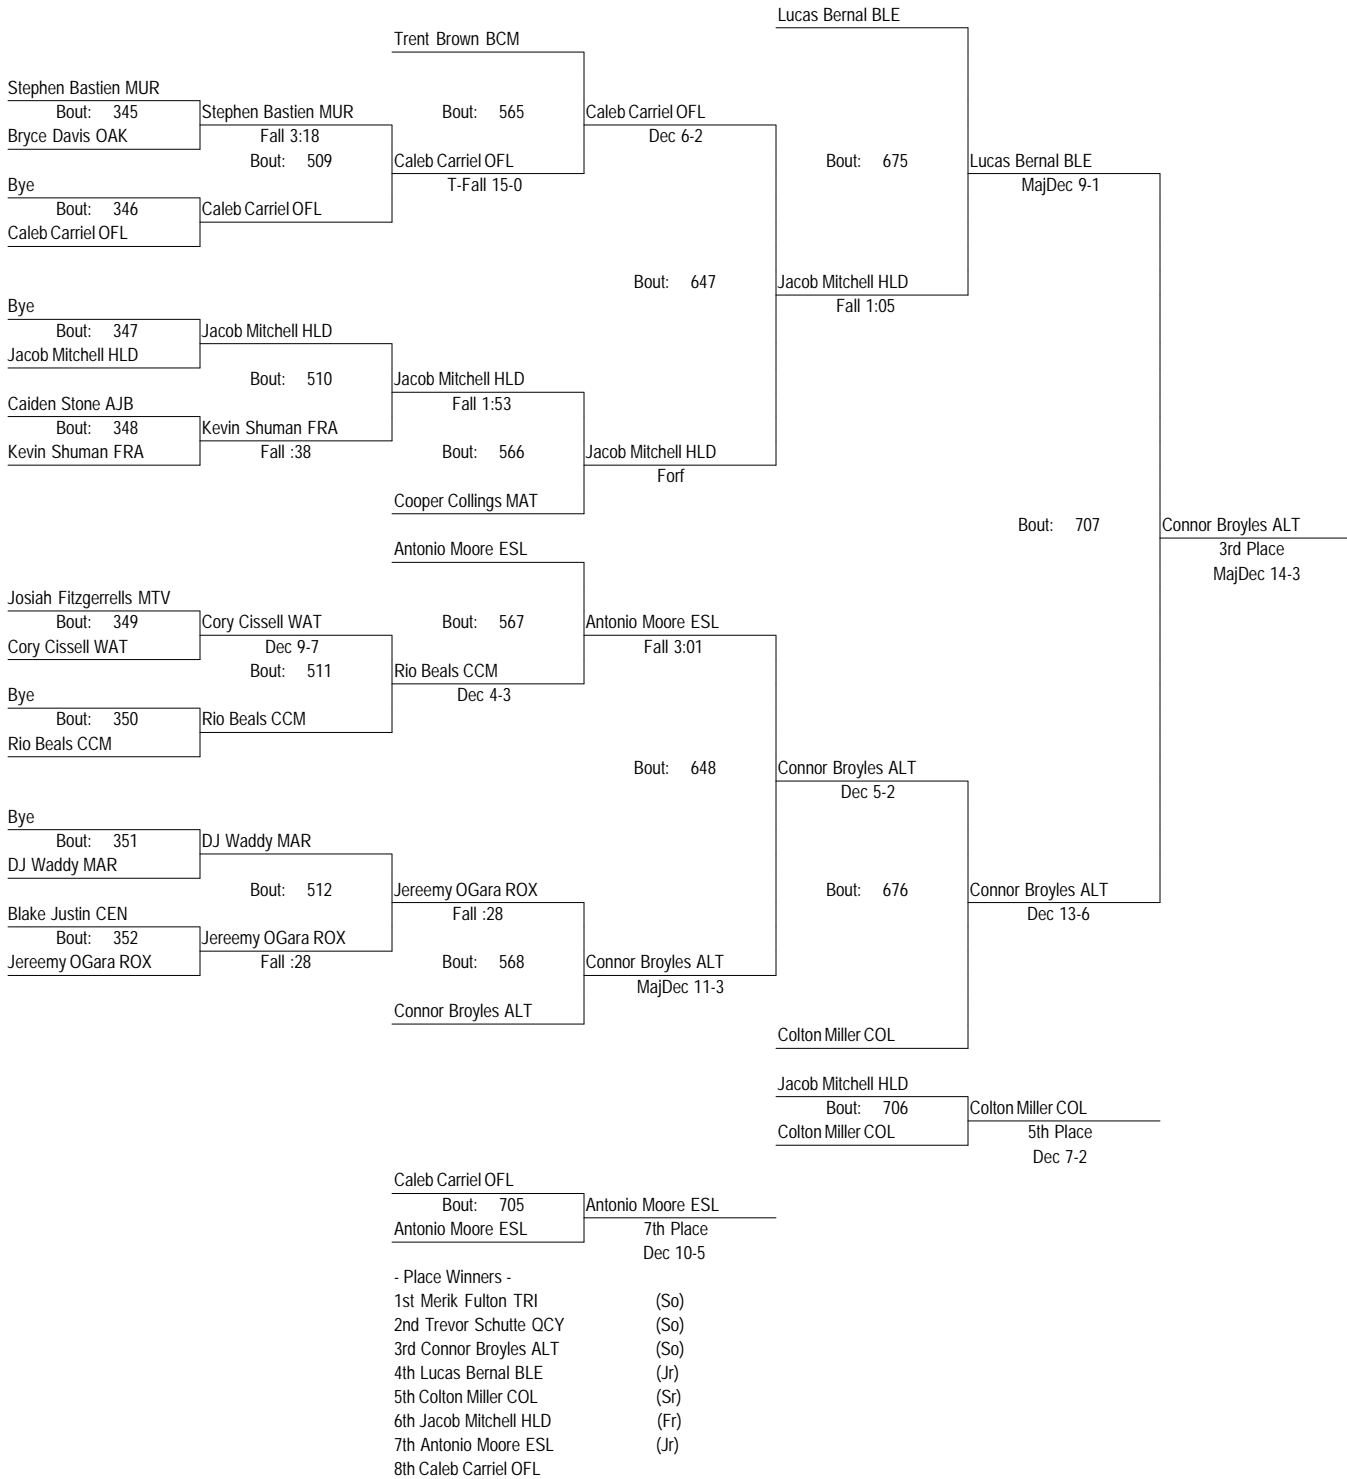 Lucas Bernal BLE
Trent Brown BCM
Stephen Bastien MUR
Bout: 345
Stephen Bastien MUR
Bout: 565
Caleb Carriel OFL
Bryce Davis OAK
Fall 3:18
Dec 6-2
Bout: 509
Caleb Carriel OFL
Bout: 675
Lucas Bernal BLE
Bye
T-Fall 15-0
MajDec 9-1
Bout: 346
Caleb Carriel OFL
Caleb Carriel OFL
Bout: 647
Jacob Mitchell HLD
Bye
Fall 1:05
Bout: 347
Jacob Mitchell HLD
Jacob Mitchell HLD
Bout: 510
Jacob Mitchell HLD
Caiden Stone AJB
Fall 1:53
Bout: 348
Kevin Shuman FRA
Kevin Shuman FRA
Fall :38
Bout: 566
Jacob Mitchell HLD
Forf
Cooper Collings MAT
Bout: 707
Connor Broyles ALT
Antonio Moore ESL
3rd Place
MajDec 14-3
Josiah Fitzgerrells MTV
Bout: 349
Cory Cissell WAT
Bout: 567
Antonio Moore ESL
Cory Cissell WAT
Dec 9-7
Fall 3:01
Bout: 511
Rio Beals CCM
Bye
Dec 4-3
Bout: 350
Rio Beals CCM
Rio Beals CCM
Bout: 648
Connor Broyles ALT
Dec 5-2
Bye
Bout: 351
DJ Waddy MAR
DJ Waddy MAR
Bout: 512
Jereemy OGara ROX
Bout: 676
Connor Broyles ALT
Blake Justin CEN
Fall :28
Dec 13-6
Bout: 352
Jereemy OGara ROX
Jereemy OGara ROX
Fall :28
Bout: 568
Connor Broyles ALT
MajDec 11-3
Connor Broyles ALT
Colton Miller COL
Jacob Mitchell HLD
Bout: 706
Colton Miller COL
Colton Miller COL
5th Place
Dec 7-2
Caleb Carriel OFL
Bout: 705
Antonio Moore ESL
Antonio Moore ESL
7th Place
Dec 10-5
- Place Winners -
1st Merik Fulton TRI (So)
2nd Trevor Schutte QCY (So)
3rd Connor Broyles ALT (So)
4th Lucas Bernal BLE (Jr)
5th Colton Miller COL (Sr)
6th Jacob Mitchell HLD (Fr)
7th Antonio Moore ESL (Jr)
8th Caleb Carriel OFL